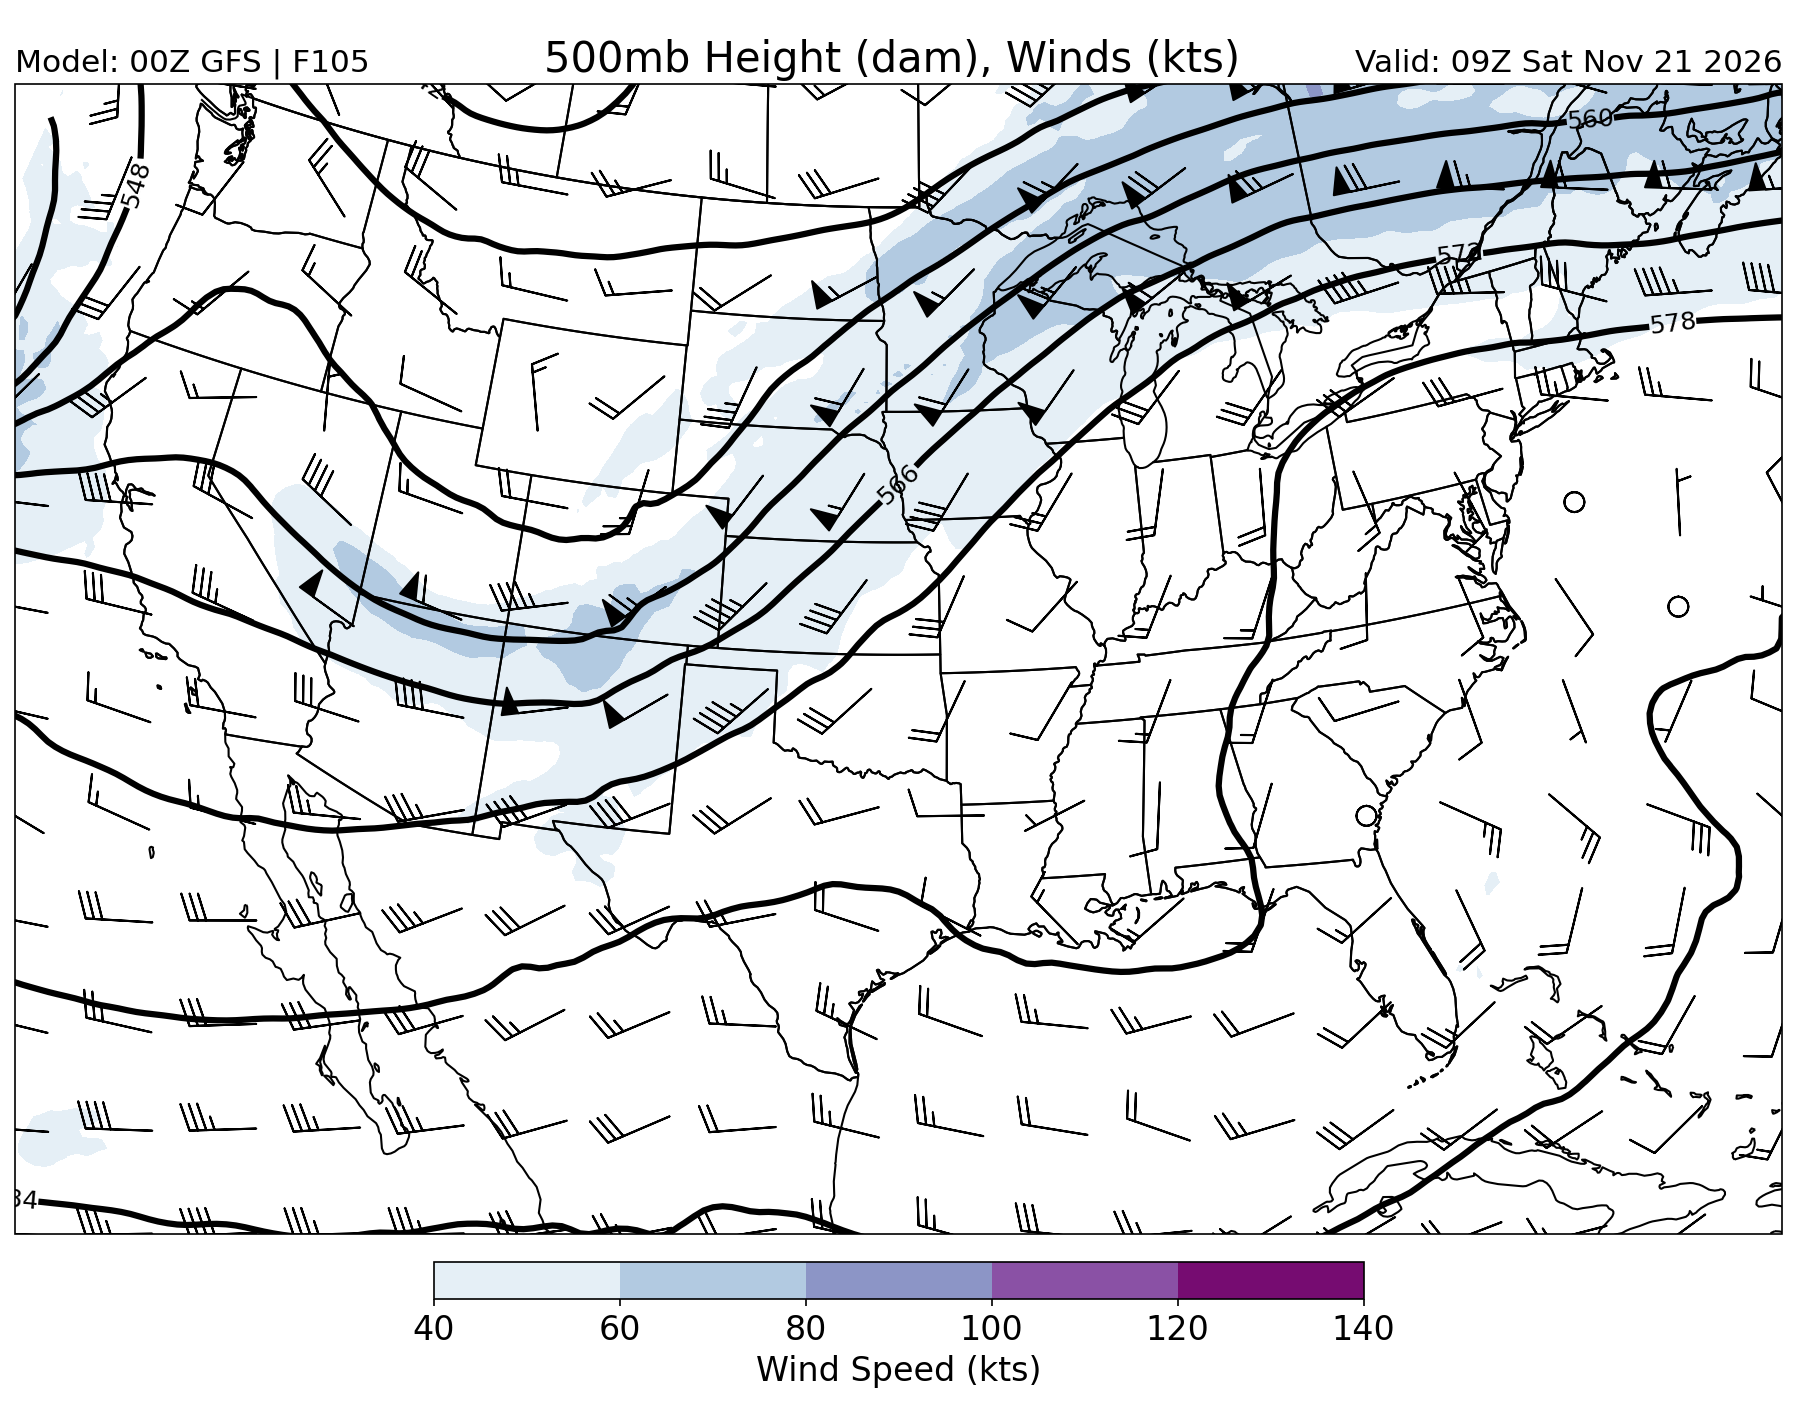 500mb Height (dam), Winds (kts)
Model: 00Z GFS | F105
Valid: 09Z Sat Nov 21 2026
560
548
572
578
566
40 60 80 100 120 140
Wind Speed (kts)